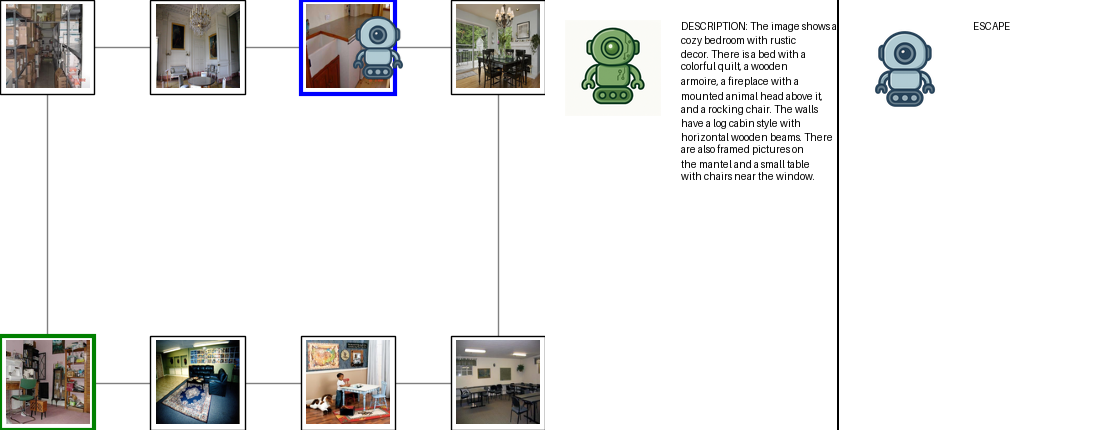 DESCRIPTION: The image shows a
cozy bedroom with rustic
decor. There is a bed with a
colorful quilt, a wooden
armoire, a fireplace with a
mounted animal head above it,
and a rocking chair. The walls
have a log cabin style with
horizontal wooden beams. There
are also framed pictures on
the mantel and a small table
with chairs near the window.
ESCAPE